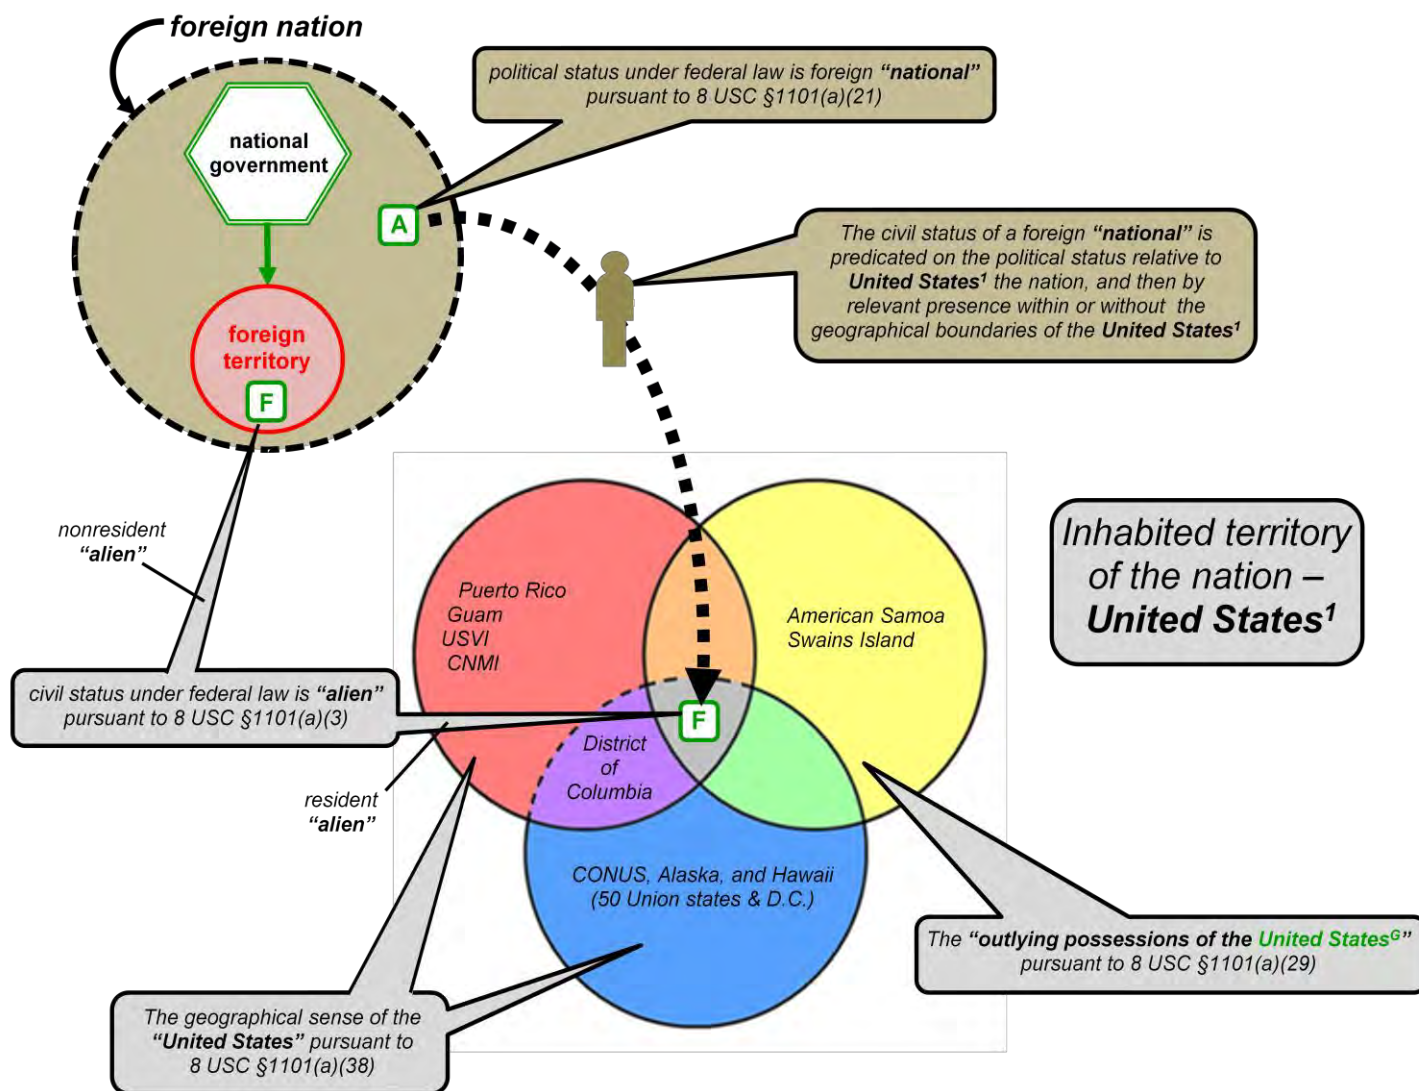 foreign nation
national
government
A
foreign
territory
F
political status under federal law is foreign “national”
pursuant to 8 USC §1101(a)(21)
The civil status of a foreign “national” is
predicated on the political status relative to
United States¹ the nation, and then by
relevant presence within or without the
geographical boundaries of the United States¹
nonresident
“alien”
civil status under federal law is “alien”
pursuant to 8 USC §1101(a)(3)
resident
“alien”
Puerto Rico
Guam
USVI
CNMI
American Samoa
Swains Island
Inhabited territory
of the nation –
United States¹
F
District
of
Columbia
CONUS, Alaska, and Hawaii
(50 Union states & D.C.)
The “outlying possessions of the United Statesᴳ”
pursuant to 8 USC §1101(a)(29)
The geographical sense of the
“United States” pursuant to
8 USC §1101(a)(38)